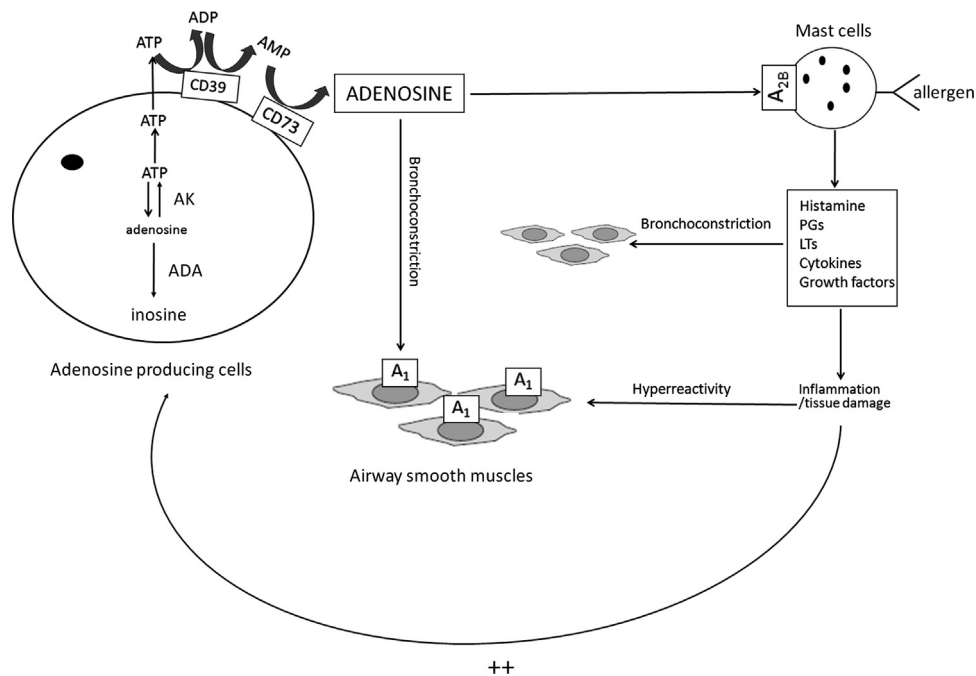 ATP
ADP
AMP
CD39
CD73
ADENOSINE
ATP
ATP
AK
adenosine
ADA
inosine
Adenosine producing cells
Bronchoconstriction
A1
A1
A1
Airway smooth muscles
Mast cells
A2B
allergen
Histamine
PGs
LTs
Cytokines
Growth factors
Bronchoconstriction
Inflammation
/tissue damage
Hyperreactivity
++